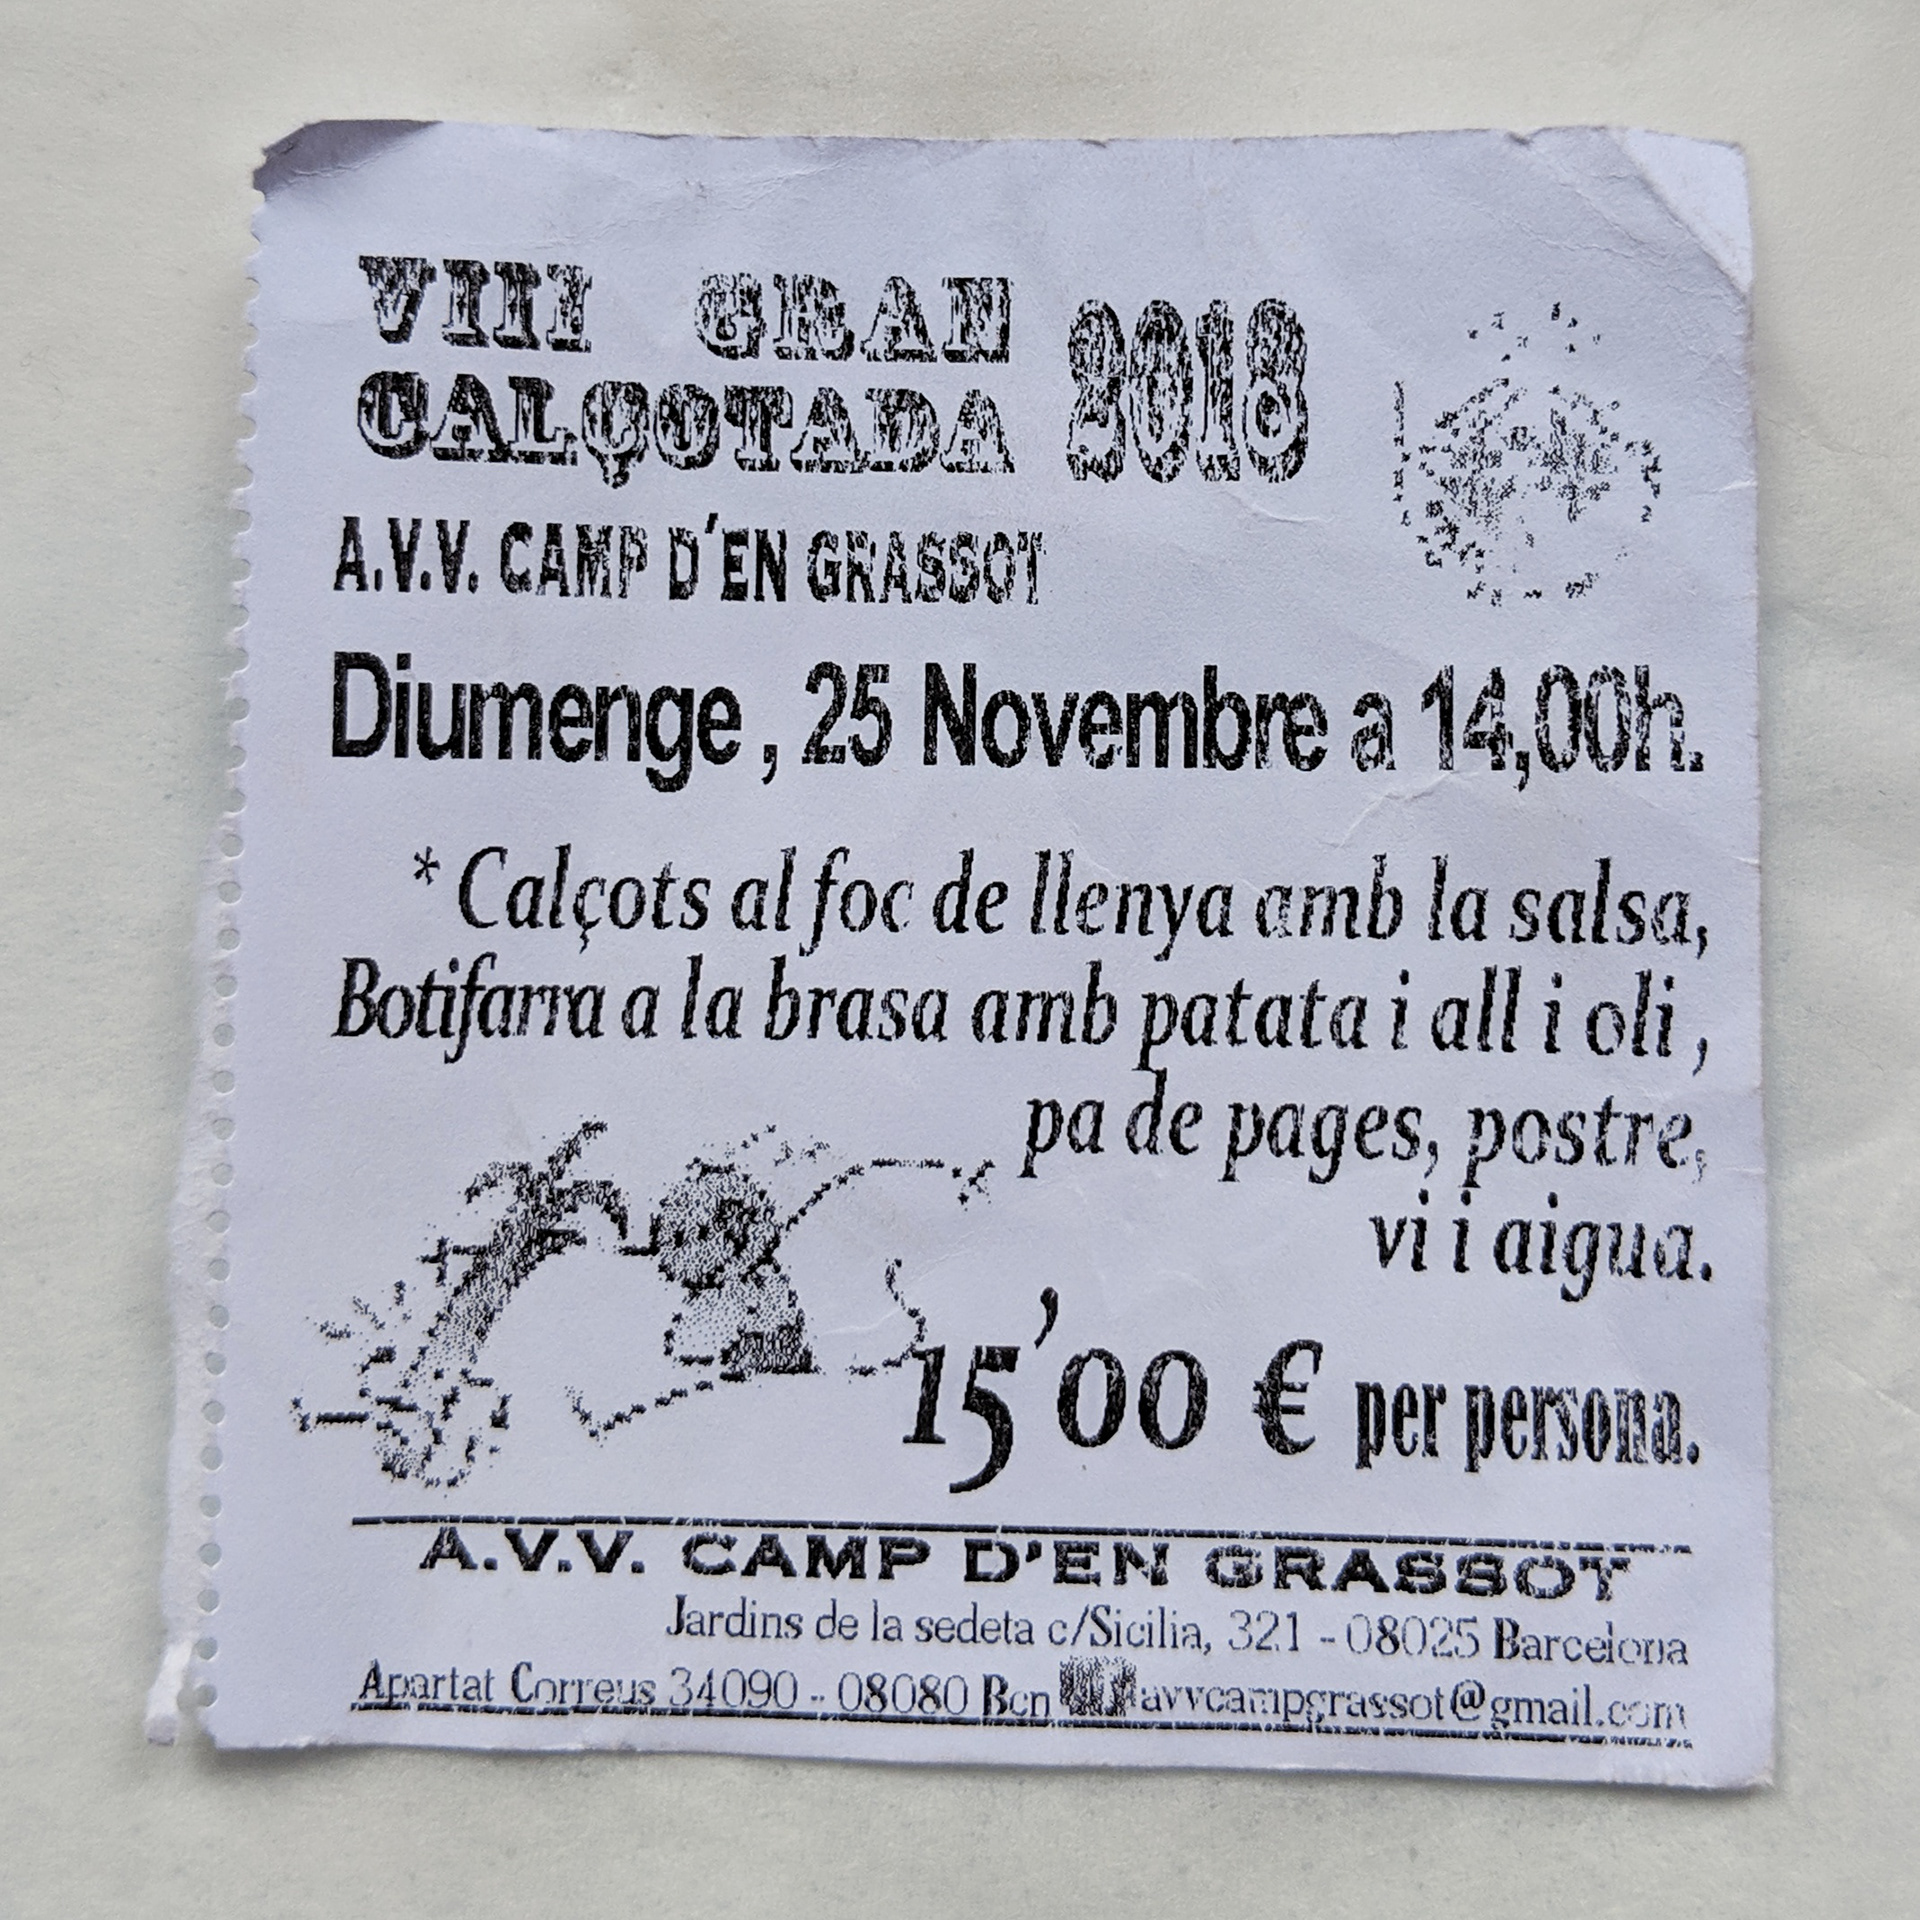 VIII GRAN
CALÇOTADA 2018
A.V.V. CAMP D'EN GRASSOT
Diumenge, 25 Novembre a 14,00h.
* Calçots al foc de llenya amb la salsa,
Botifarra a la brasa amb patata i all i oli,
pa de pages, postre,
vi i aigua.
15'00 € per persona.
A.V.V. CAMP D'EN GRASSOT
Jardins de la sedeta c/Sicilia, 321 - 08025 Barcelona
Apartat Correus 34090 - 08080 Bcn avvcampgrassot@gmail.com